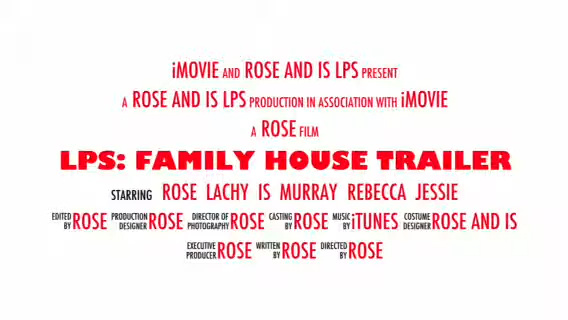 iMOVIE AND ROSE AND IS LPS PRESENT
A ROSE AND IS LPS PRODUCTION IN ASSOCIATION WITH iMOVIE
A ROSE FILM
LPS: FAMILY HOUSE TRAILER
STARRING ROSE LACHY IS MURRAY REBECCA JESSIE
EDITED BY ROSE PRODUCTION DESIGNER ROSE DIRECTOR OF PHOTOGRAPHY ROSE CASTING BY ROSE MUSIC BY iTUNES COSTUME DESIGNER ROSE AND IS
EXECUTIVE PRODUCER ROSE WRITTEN BY ROSE DIRECTED BY ROSE